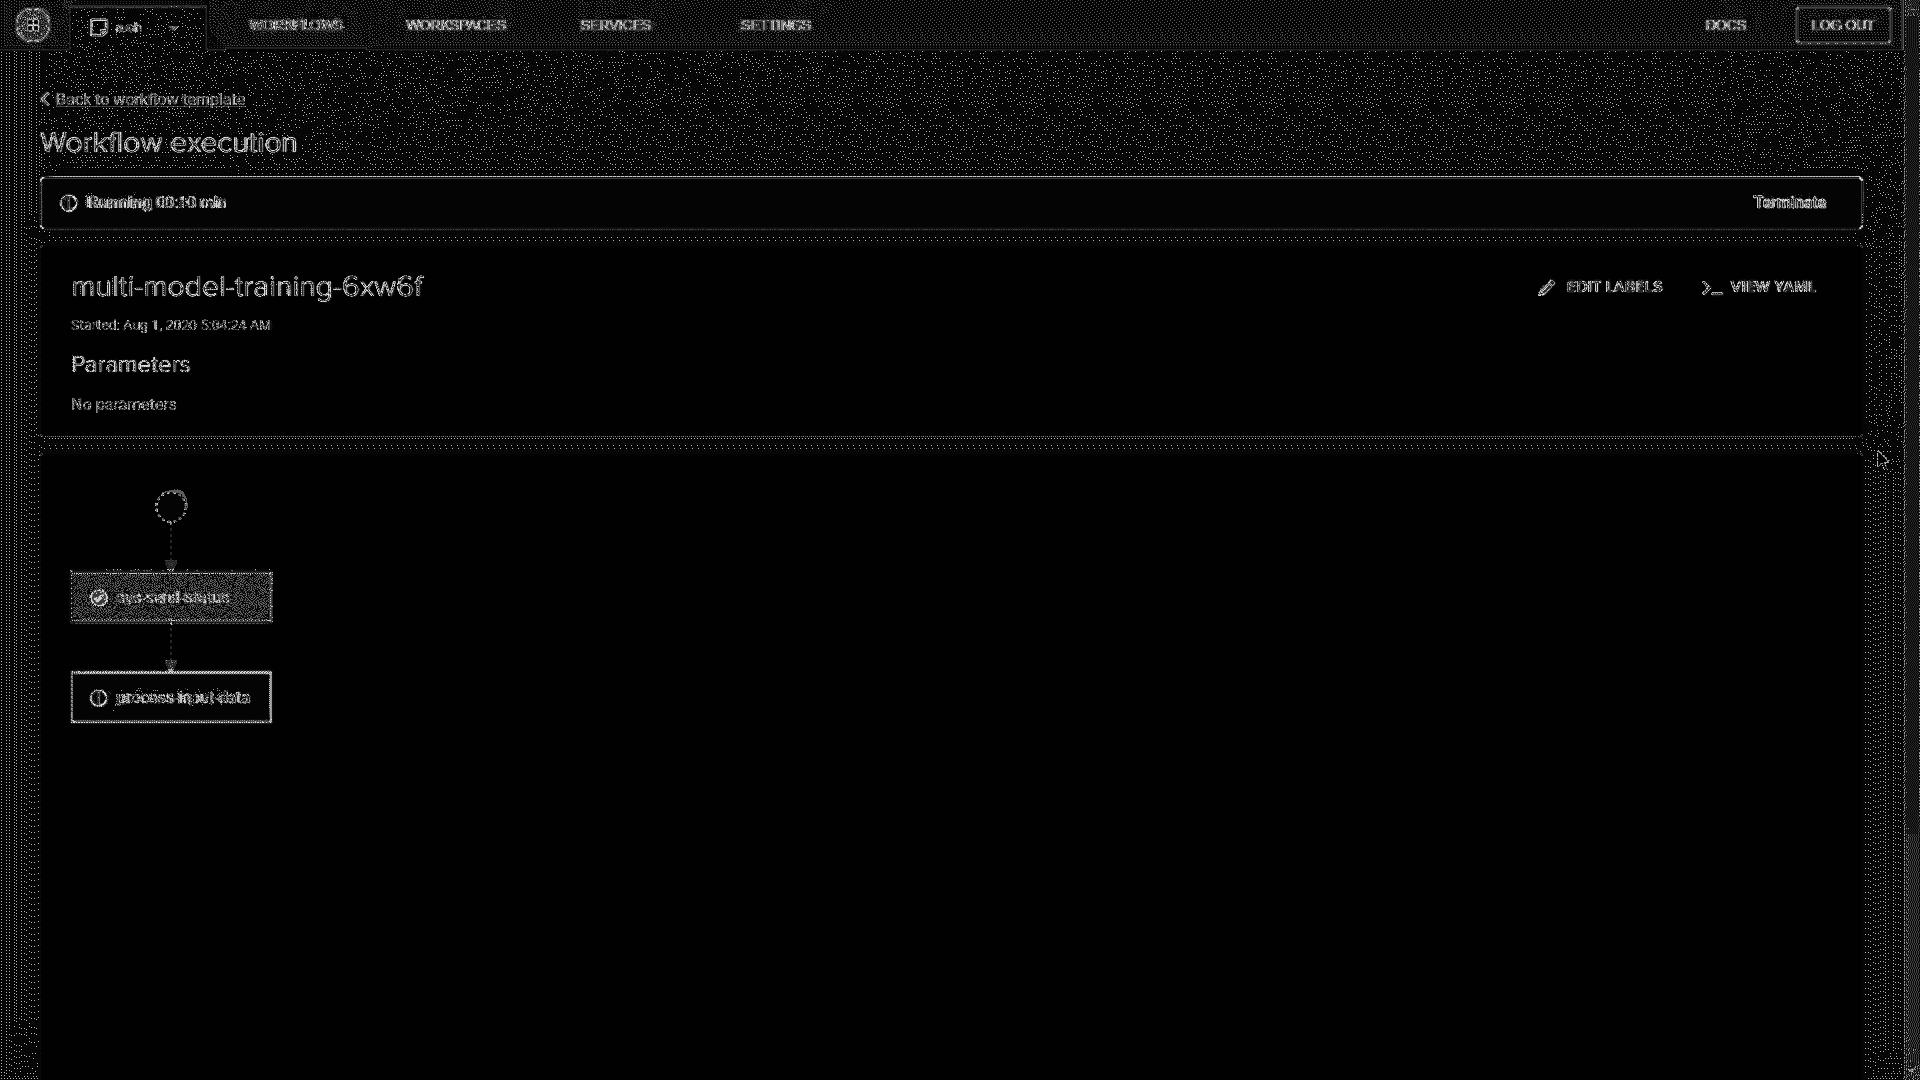 WORKFLOWS WORKSPACES SERVICES SETTINGS DOCS LOG OUT
Back to workflow template
Workflow execution
Running 00:10 min Terminate
multi-model-training-6xw6f EDIT LABELS >_ VIEW YAML
Started: Aug 1, 2020 5:04:24 AM
Parameters
No parameters
sys-send-status
process-input-data